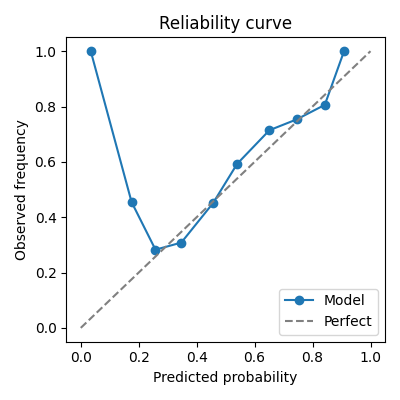 Reliability curve
Observed frequency
1.0
0.8
0.6
0.4
0.2
0.0
Model
Perfect
0.0 0.2 0.4 0.6 0.8 1.0
Predicted probability